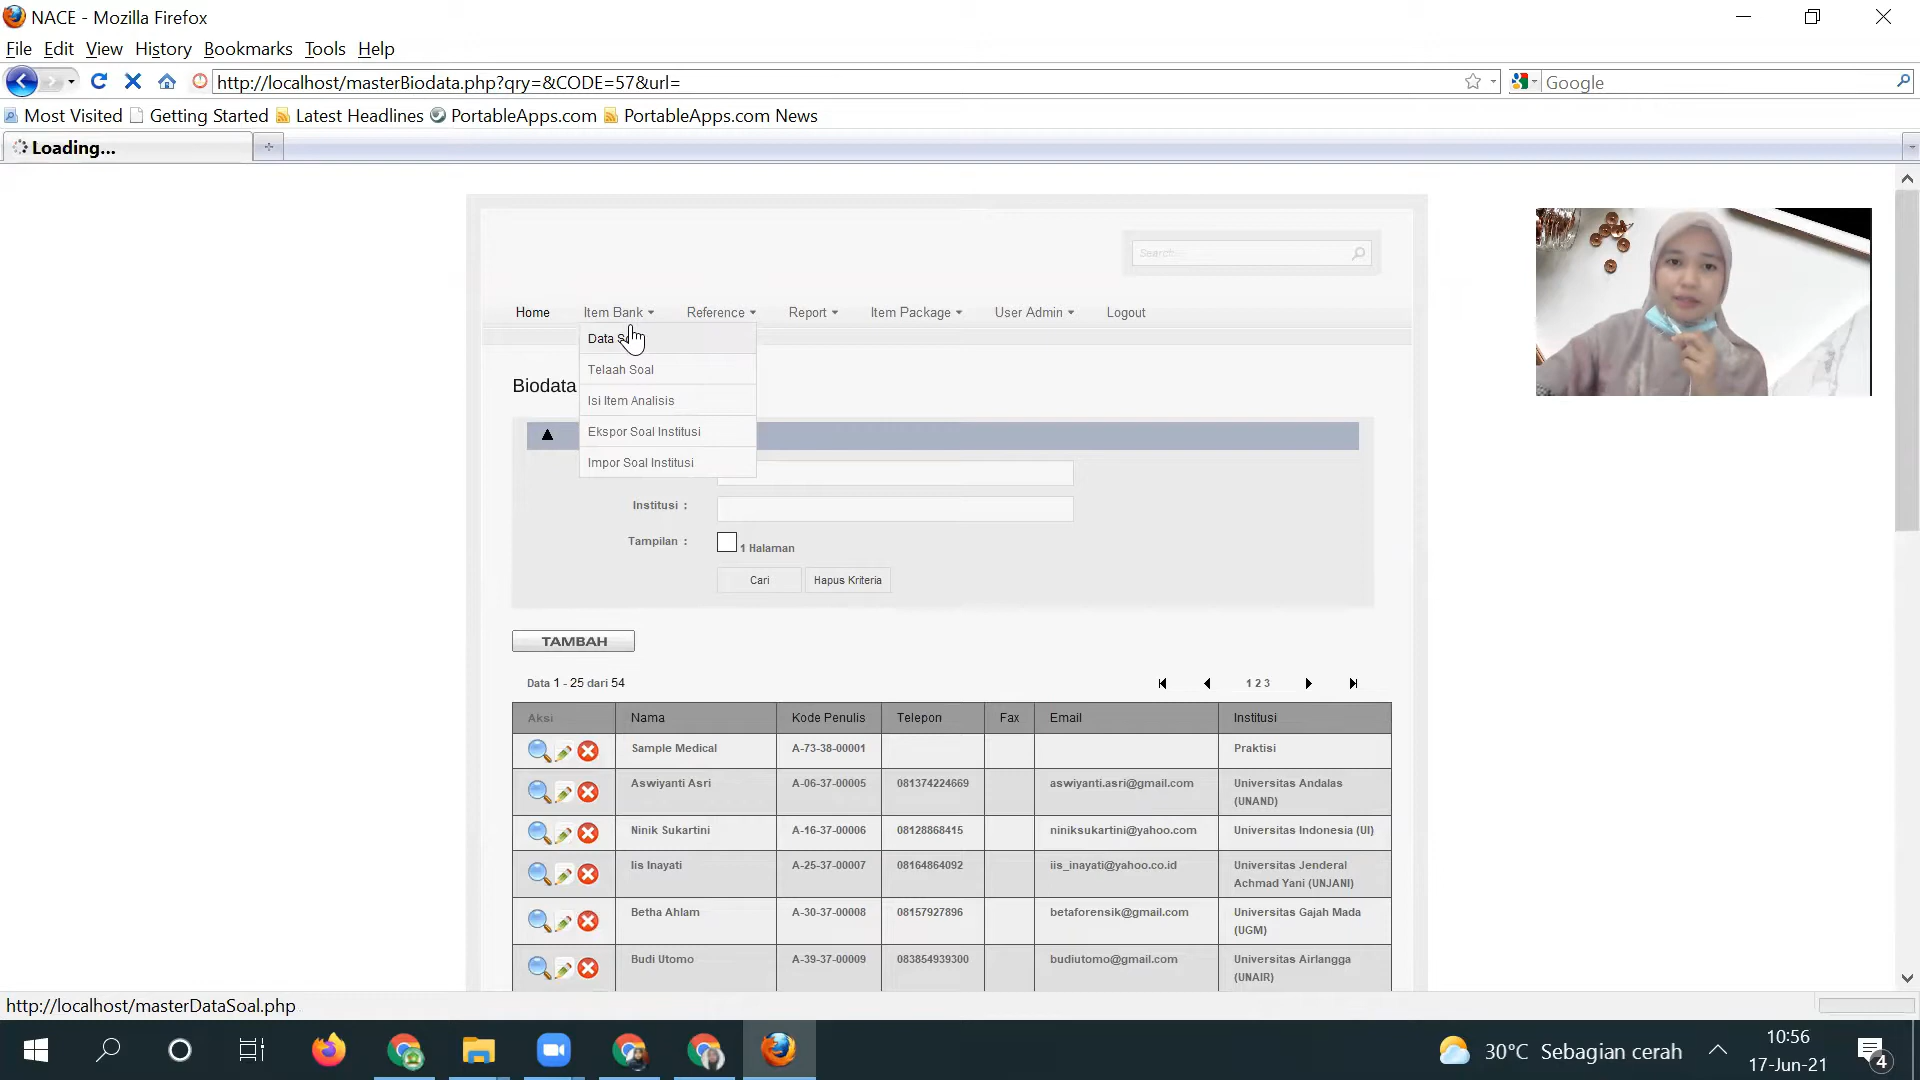 NACE - Mozilla Firefox
File Edit View History Bookmarks Tools Help
http://localhost/masterBiodata.php?qry=&CODE=57&url=
Google
Most Visited Getting Started Latest Headlines PortableApps.com PortableApps.com News
Loading...
Search...
Home Item Bank Reference Report Item Package User Admin Logout
Data
Telaah Soal
Isi Item Analisis
Ekspor Soal Institusi
Impor Soal Institusi
Biodata
Institusi :
Tampilan :
1 Halaman
Cari Hapus Kriteria
TAMBAH
Data 1 - 25 dari 54
1 2 3
Aksi Nama Kode Penulis Telepon Fax Email Institusi
Sample Medical A-73-38-00001 Praktisi
Aswiyanti Asri A-06-37-00005 081374224669 aswiyanti.asri@gmail.com Universitas Andalas (UNAND)
Ninik Sukartini A-16-37-00006 08128868415 niniksukartini@yahoo.com Universitas Indonesia (UI)
Iis Inayati A-25-37-00007 08164864092 iis_inayati@yahoo.co.id Universitas Jenderal Achmad Yani (UNJANI)
Betha Ahlam A-30-37-00008 08157927896 betaforensik@gmail.com Universitas Gajah Mada (UGM)
Budi Utomo A-39-37-00009 083854939300 budiutomo@gmail.com Universitas Airlangga (UNAIR)
http://localhost/masterDataSoal.php
30°C Sebagian cerah
10:56
17-Jun-21
4